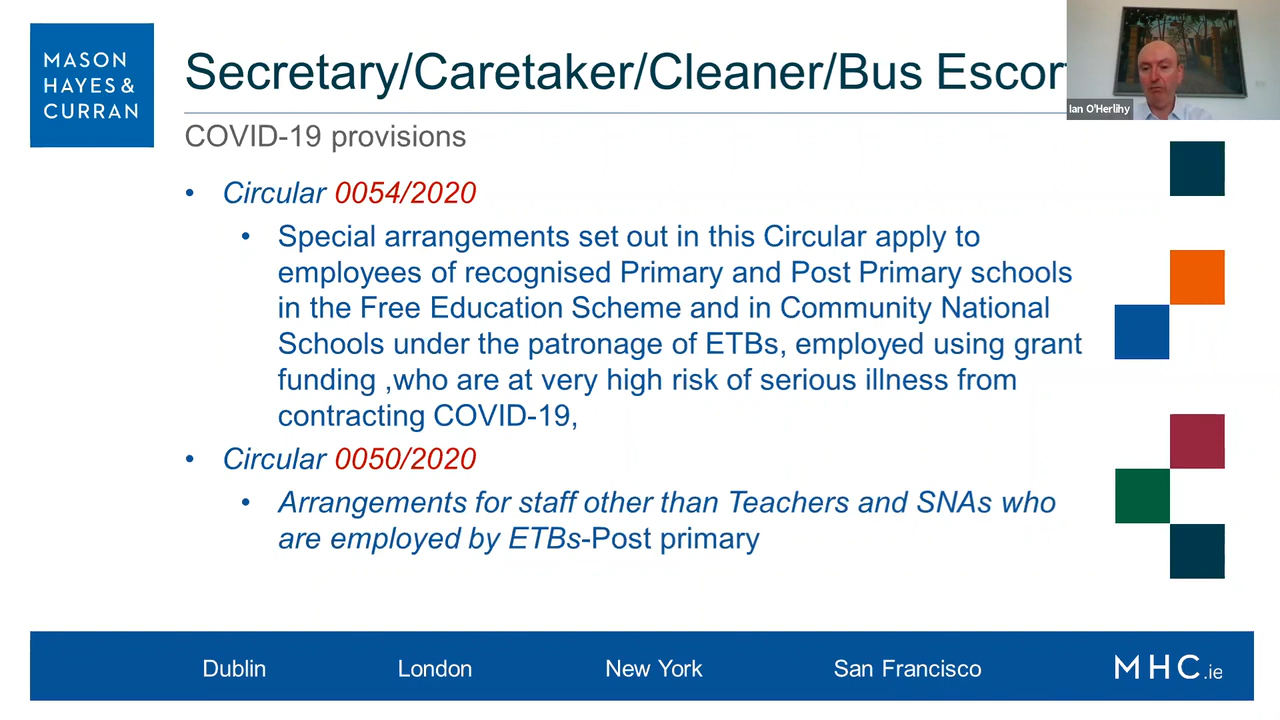 MASON
HAYES &
CURRAN
Secretary/Caretaker/Cleaner/Bus Escort
Ian O'Herlihy
COVID-19 provisions
• Circular 0054/2020
• Special arrangements set out in this Circular apply to
employees of recognised Primary and Post Primary schools
in the Free Education Scheme and in Community National
Schools under the patronage of ETBs, employed using grant
funding ,who are at very high risk of serious illness from
contracting COVID-19,
• Circular 0050/2020
• Arrangements for staff other than Teachers and SNAs who
are employed by ETBs-Post primary
Dublin London New York San Francisco MHC.ie